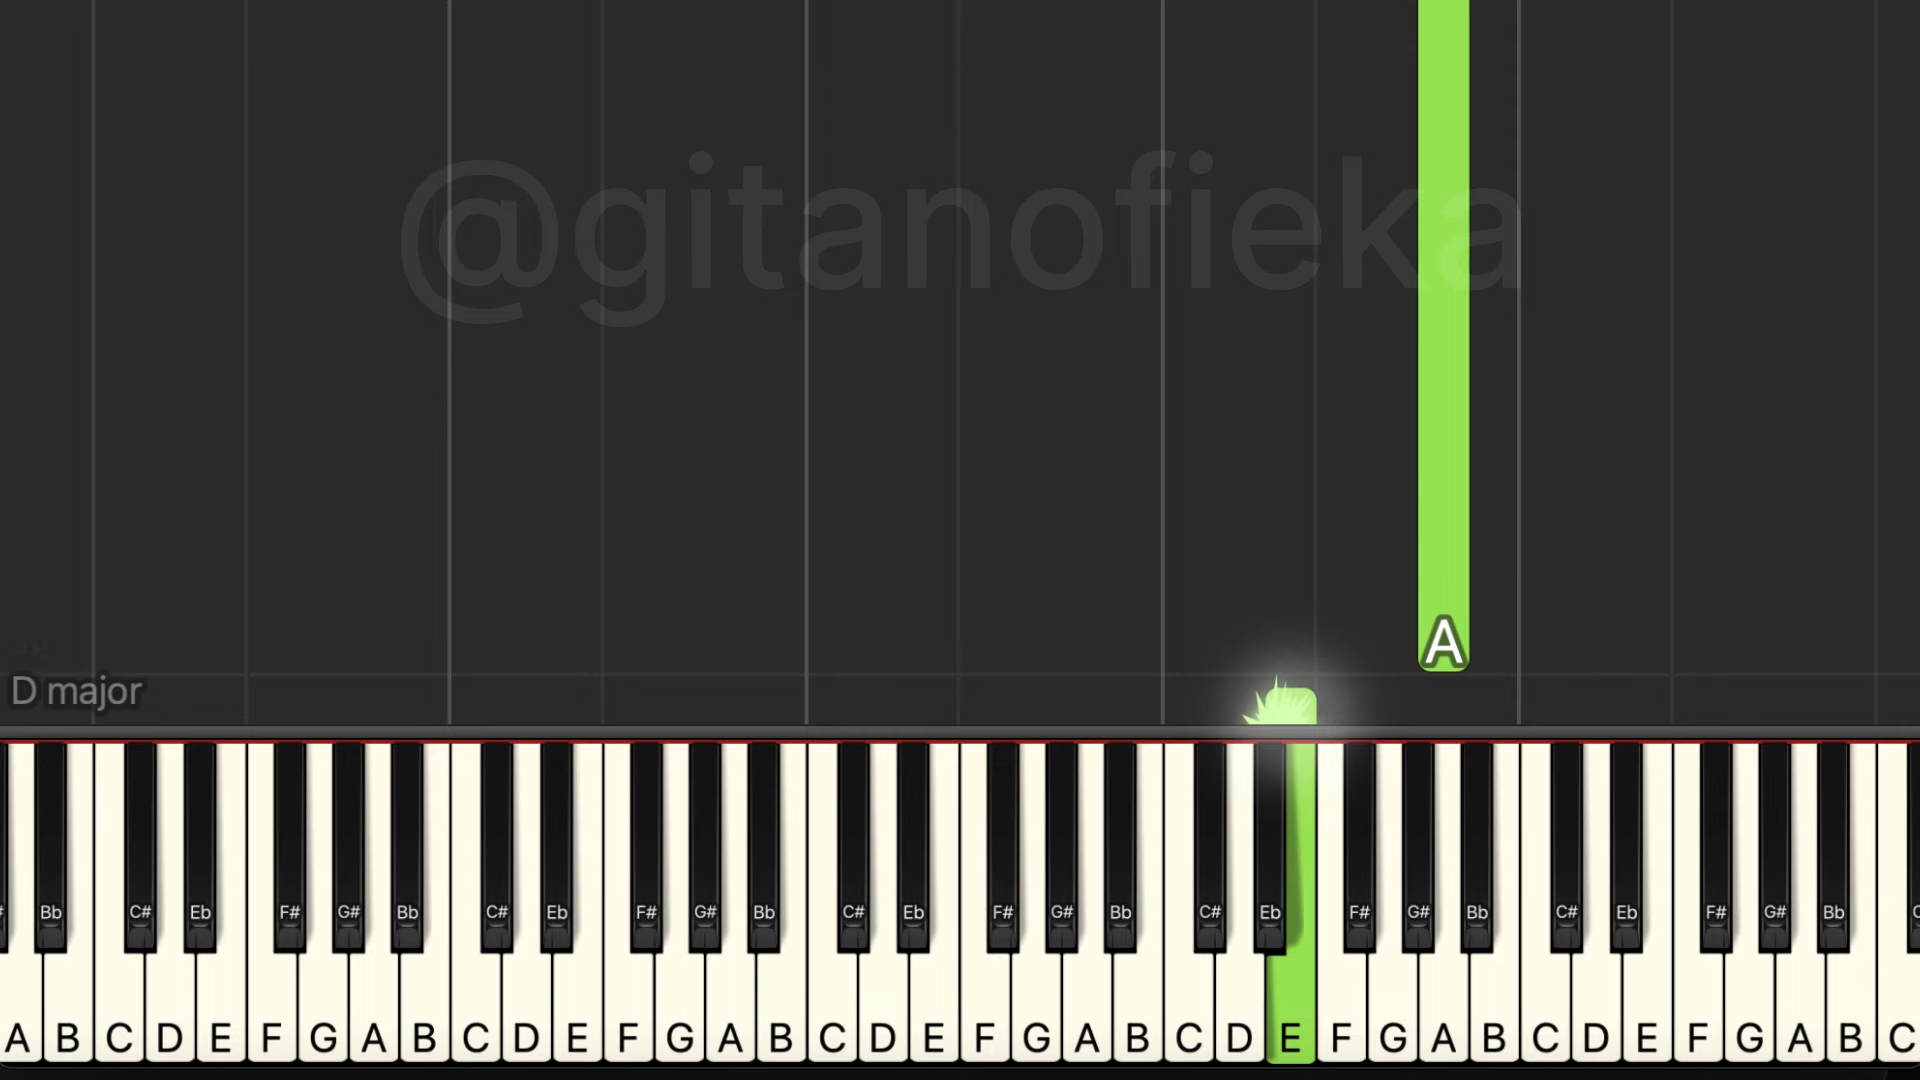 @gitanofieka
A
D major
Bb C# Eb F# G# Bb C# Eb F# G# Bb C# Eb F# G# Bb C# Eb F# G# Bb C# Eb F# G# Bb
A B C D E F G A B C D E F G A B C D E F G A B C D E F G A B C D E F G A B C